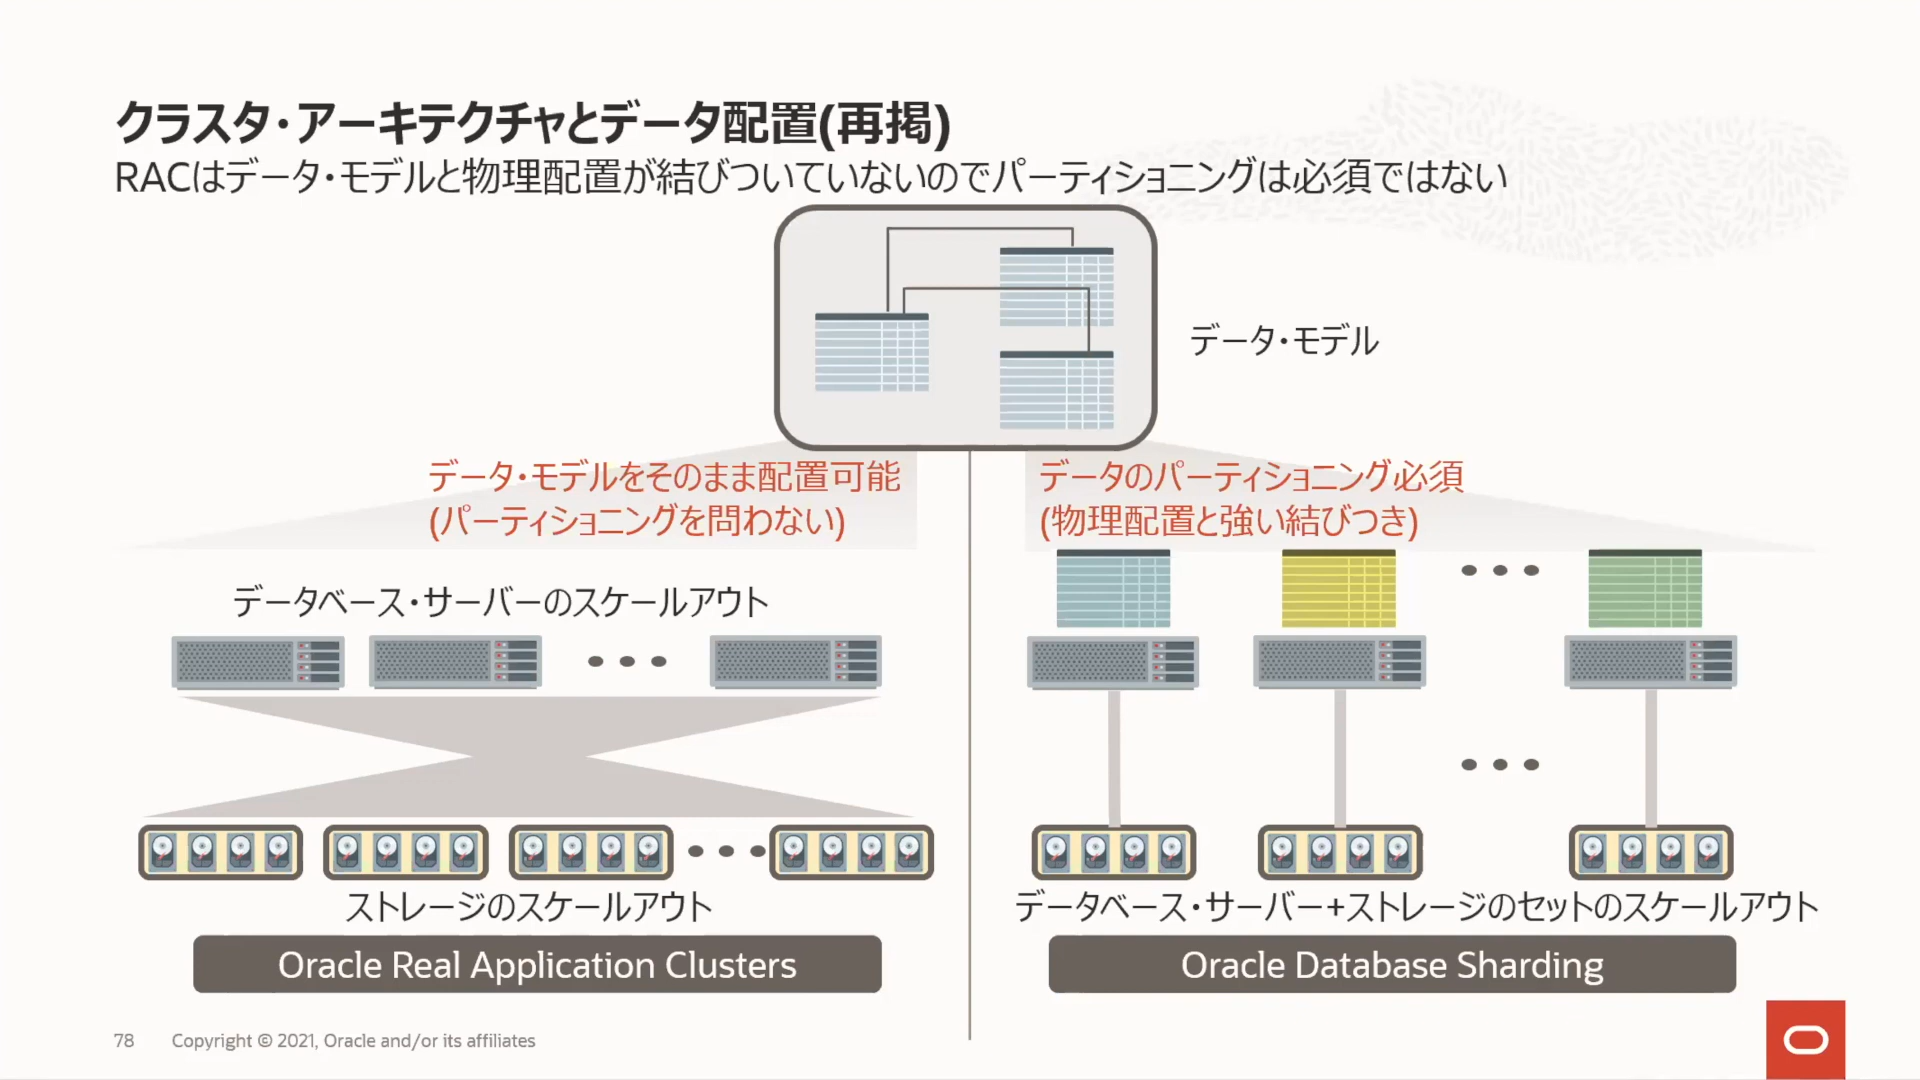 クラスタ・アーキテクチャとデータ配置(再掲)
RACはデータ・モデルと物理配置が結びついていないのでパーティショニングは必須ではない
データ・モデル
データ・モデルをそのまま配置可能
(パーティショニングを問わない)
データベース・サーバーのスケールアウト
ストレージのスケールアウト
Oracle Real Application Clusters
データのパーティショニング必須
(物理配置と強い結びつき)
データベース・サーバー+ストレージのセットのスケールアウト
Oracle Database Sharding
78 Copyright © 2021, Oracle and/or its affiliates